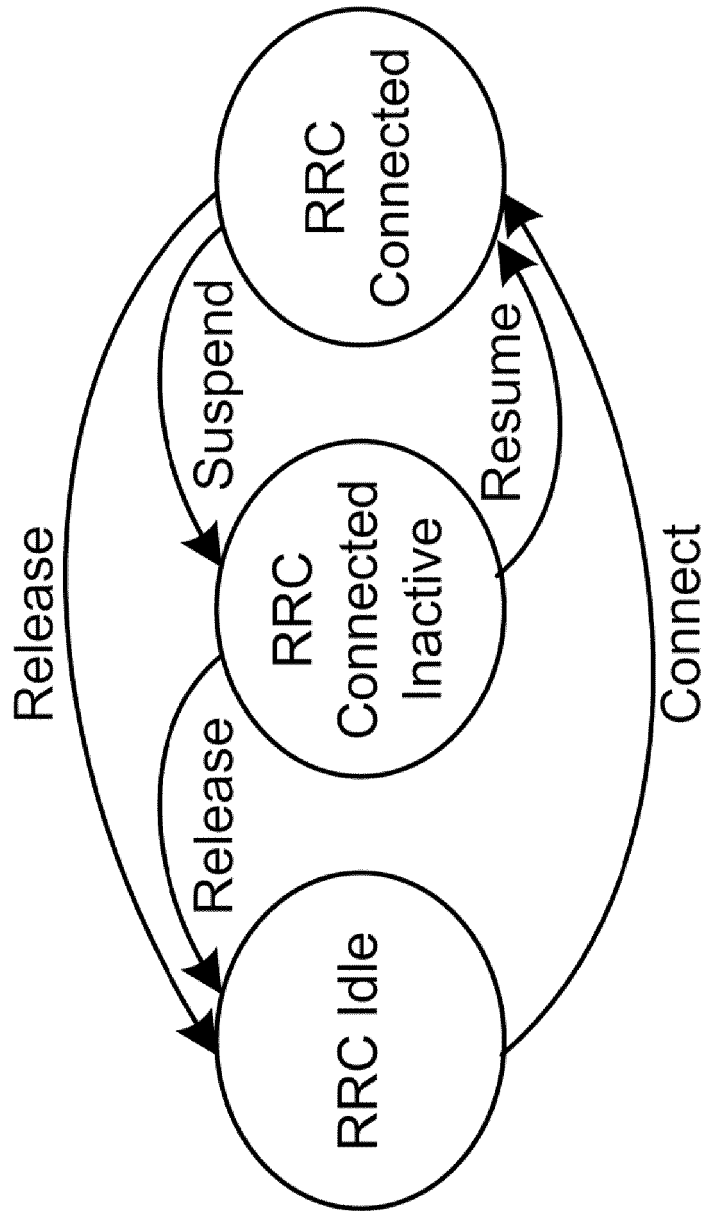 Release
Release
Suspend
RRC Idle
RRC
Connected
Inactive
RRC
Connected
Resume
Connect